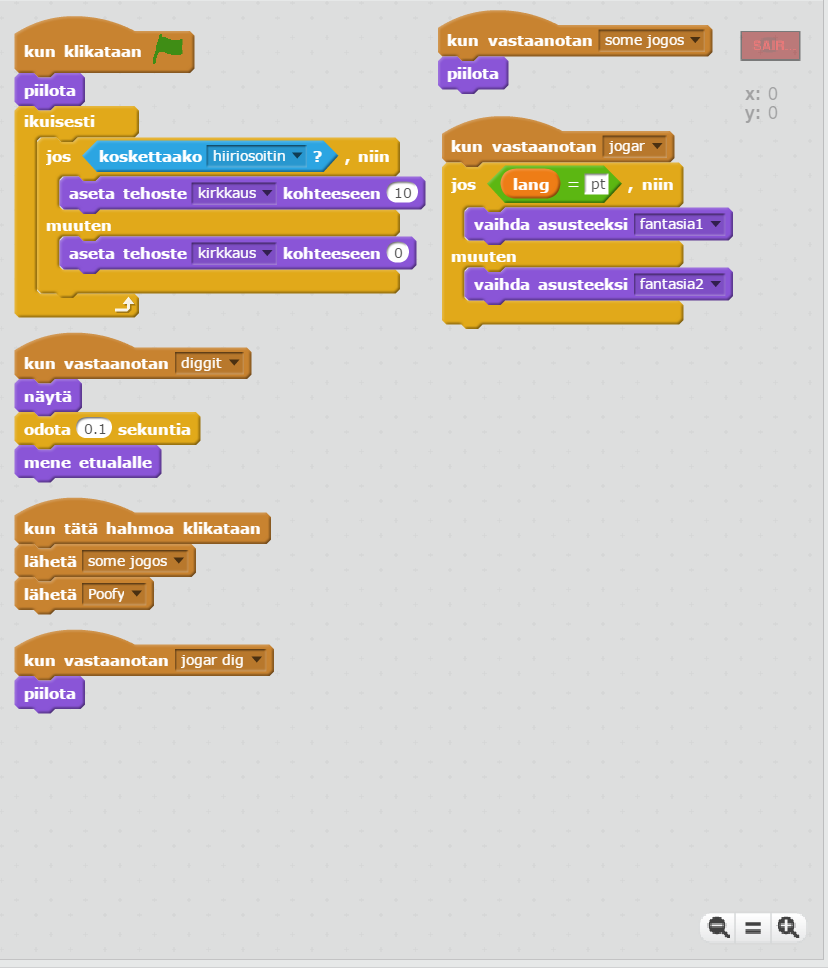 kun klikataan
piilota
ikuisesti
jos koskettaako hiiriosoitin ? , niin
aseta tehoste kirkkaus kohteeseen 10
muuten
aseta tehoste kirkkaus kohteeseen 0
kun vastaanotan diggit
näytä
odota 0.1 sekuntia
mene etualalle
kun tätä hahmoa klikataan
lähetä some jogos
lähetä Poofy
kun vastaanotan jogar dig
piilota
kun vastaanotan some jogos
piilota
kun vastaanotan jogar
jos lang = pt , niin
vaihda asusteeksi fantasia1
muuten
vaihda asusteeksi fantasia2
SAIR
x: 0
y: 0